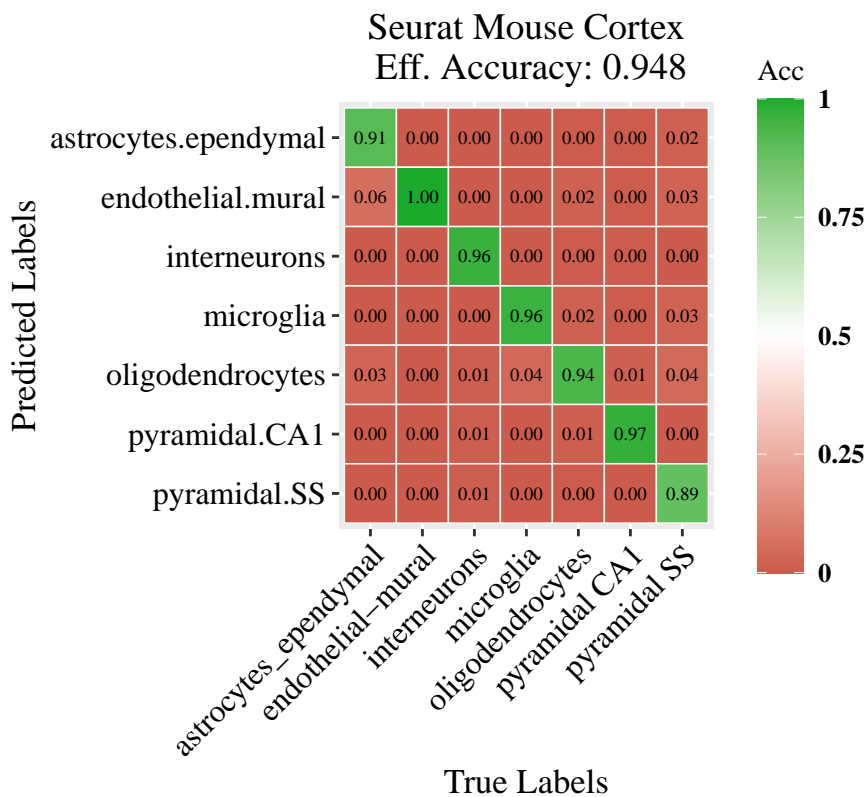 Seurat Mouse Cortex
Eff. Accuracy: 0.948
Acc
1
0.75
0.5
0.25
0
Predicted Labels
astrocytes.ependymal 0.91 0.00 0.00 0.00 0.00 0.00 0.02
endothelial.mural 0.06 1.00 0.00 0.00 0.02 0.00 0.03
interneurons 0.00 0.00 0.96 0.00 0.00 0.00 0.00
microglia 0.00 0.00 0.00 0.96 0.02 0.00 0.03
oligodendrocytes 0.03 0.00 0.01 0.04 0.94 0.01 0.04
pyramidal.CA1 0.00 0.00 0.01 0.00 0.01 0.97 0.00
pyramidal.SS 0.00 0.00 0.01 0.00 0.00 0.00 0.89
astrocytes_ependymal
endothelial−mural
interneurons
microglia
oligodendrocytes
pyramidal CA1
pyramidal SS
True Labels